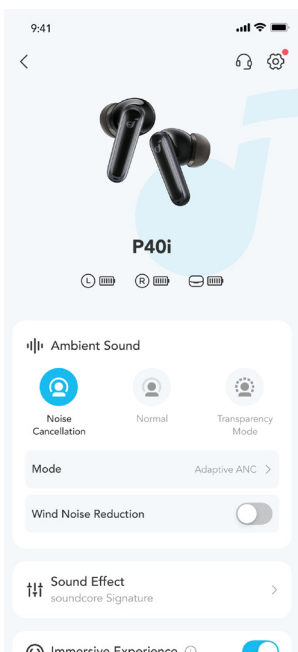 9:41
P40i
L R
Ambient Sound
Noise Normal Transparency
Cancellation Mode
Mode Adaptive ANC >
Wind Noise Reduction
Sound Effect
soundcore Signature
Immersive Experience